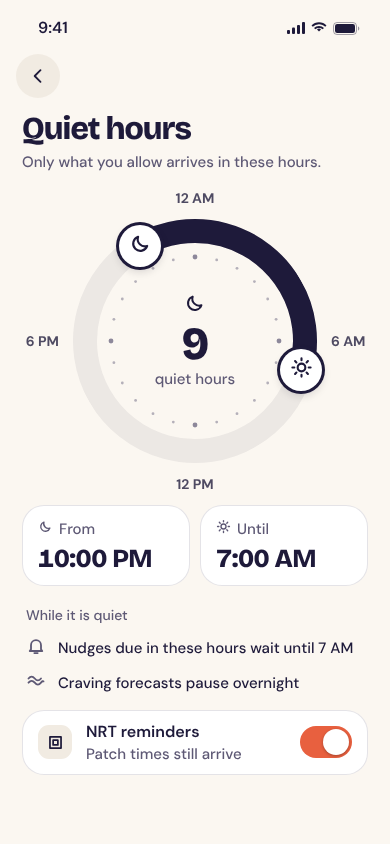 9:41
Quiet hours
Only what you allow arrives in these hours.
12 AM
6 PM
9
quiet hours
6 AM
12 PM
From
10:00 PM
Until
7:00 AM
While it is quiet
Nudges due in these hours wait until 7 AM
Craving forecasts pause overnight
NRT reminders
Patch times still arrive